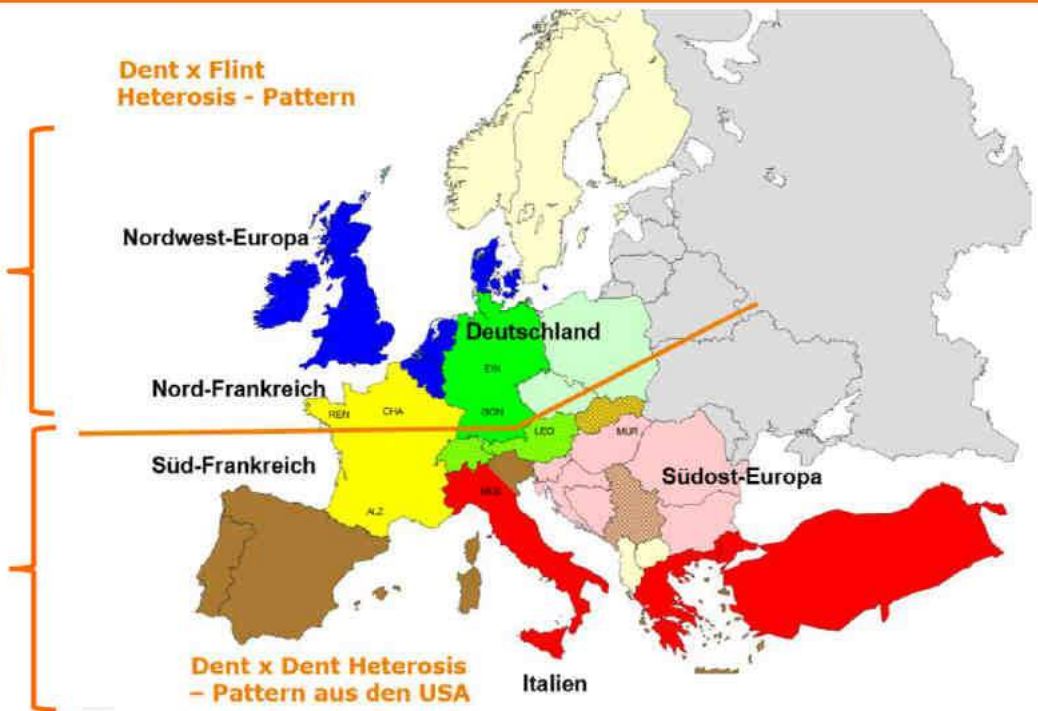 Dent x Flint
Heterosis - Pattern
Nordwest-Europa
Deutschland
EIN
Nord-Frankreich
REN
CHA
GON
LEO
MUR
Süd-Frankreich
Südost-Europa
ALZ
Dent x Dent Heterosis
– Pattern aus den USA
Italien